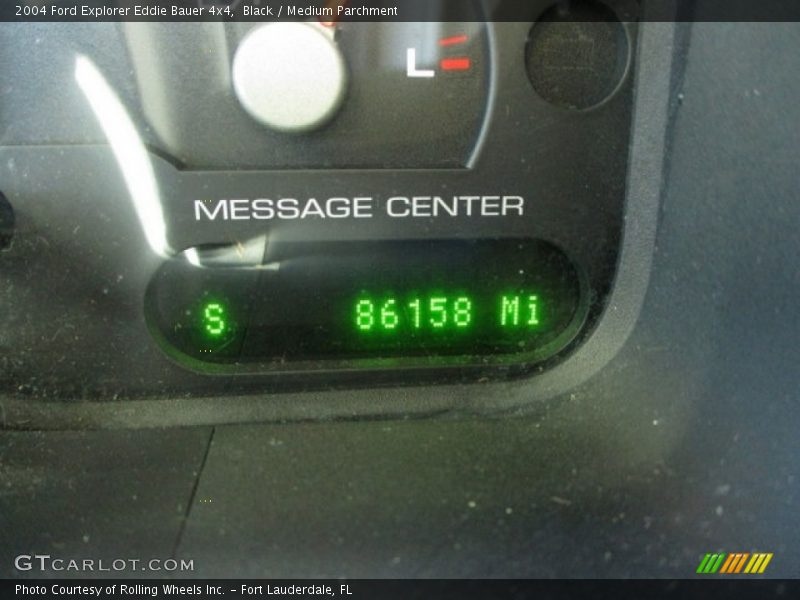 2004 Ford Explorer Eddie Bauer 4x4, Black / Medium Parchment
L
MESSAGE CENTER
S 86158 Mi
GTCARLOT.COM
Photo Courtesy of Rolling Wheels Inc. - Fort Lauderdale, FL